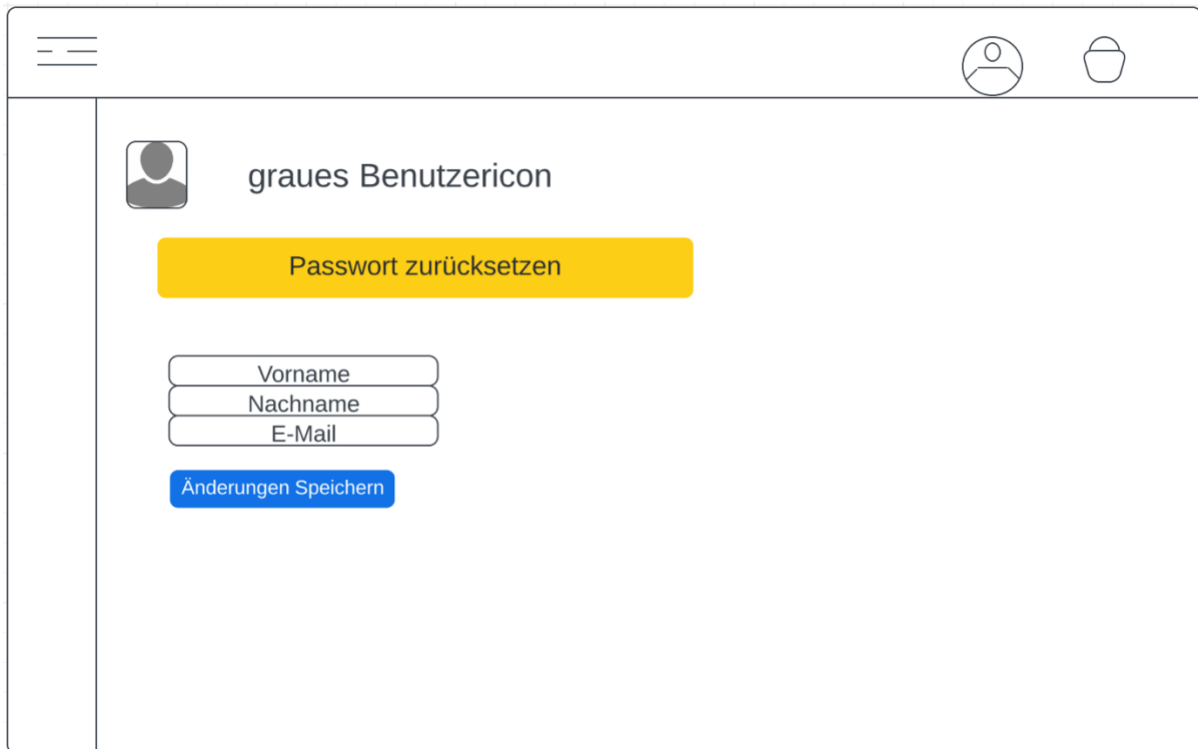 graues Benutzericon
Passwort zurücksetzen
Vorname
Nachname
E-Mail
Änderungen Speichern